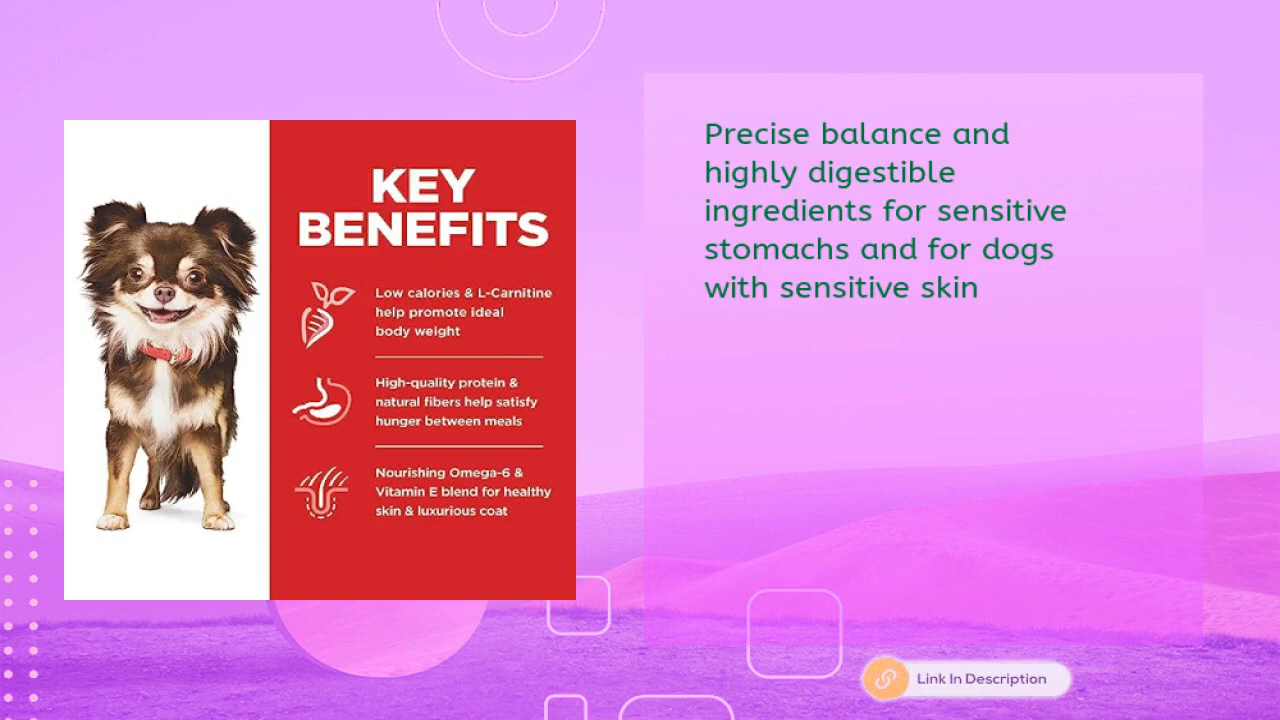 KEY
BENEFITS
Low calories & L-Carnitine
help promote ideal
body weight
High-quality protein &
natural fibers help satisfy
hunger between meals
Nourishing Omega-6 &
Vitamin E blend for healthy
skin & luxurious coat
Precise balance and
highly digestible
ingredients for sensitive
stomachs and for dogs
with sensitive skin
Link In Description